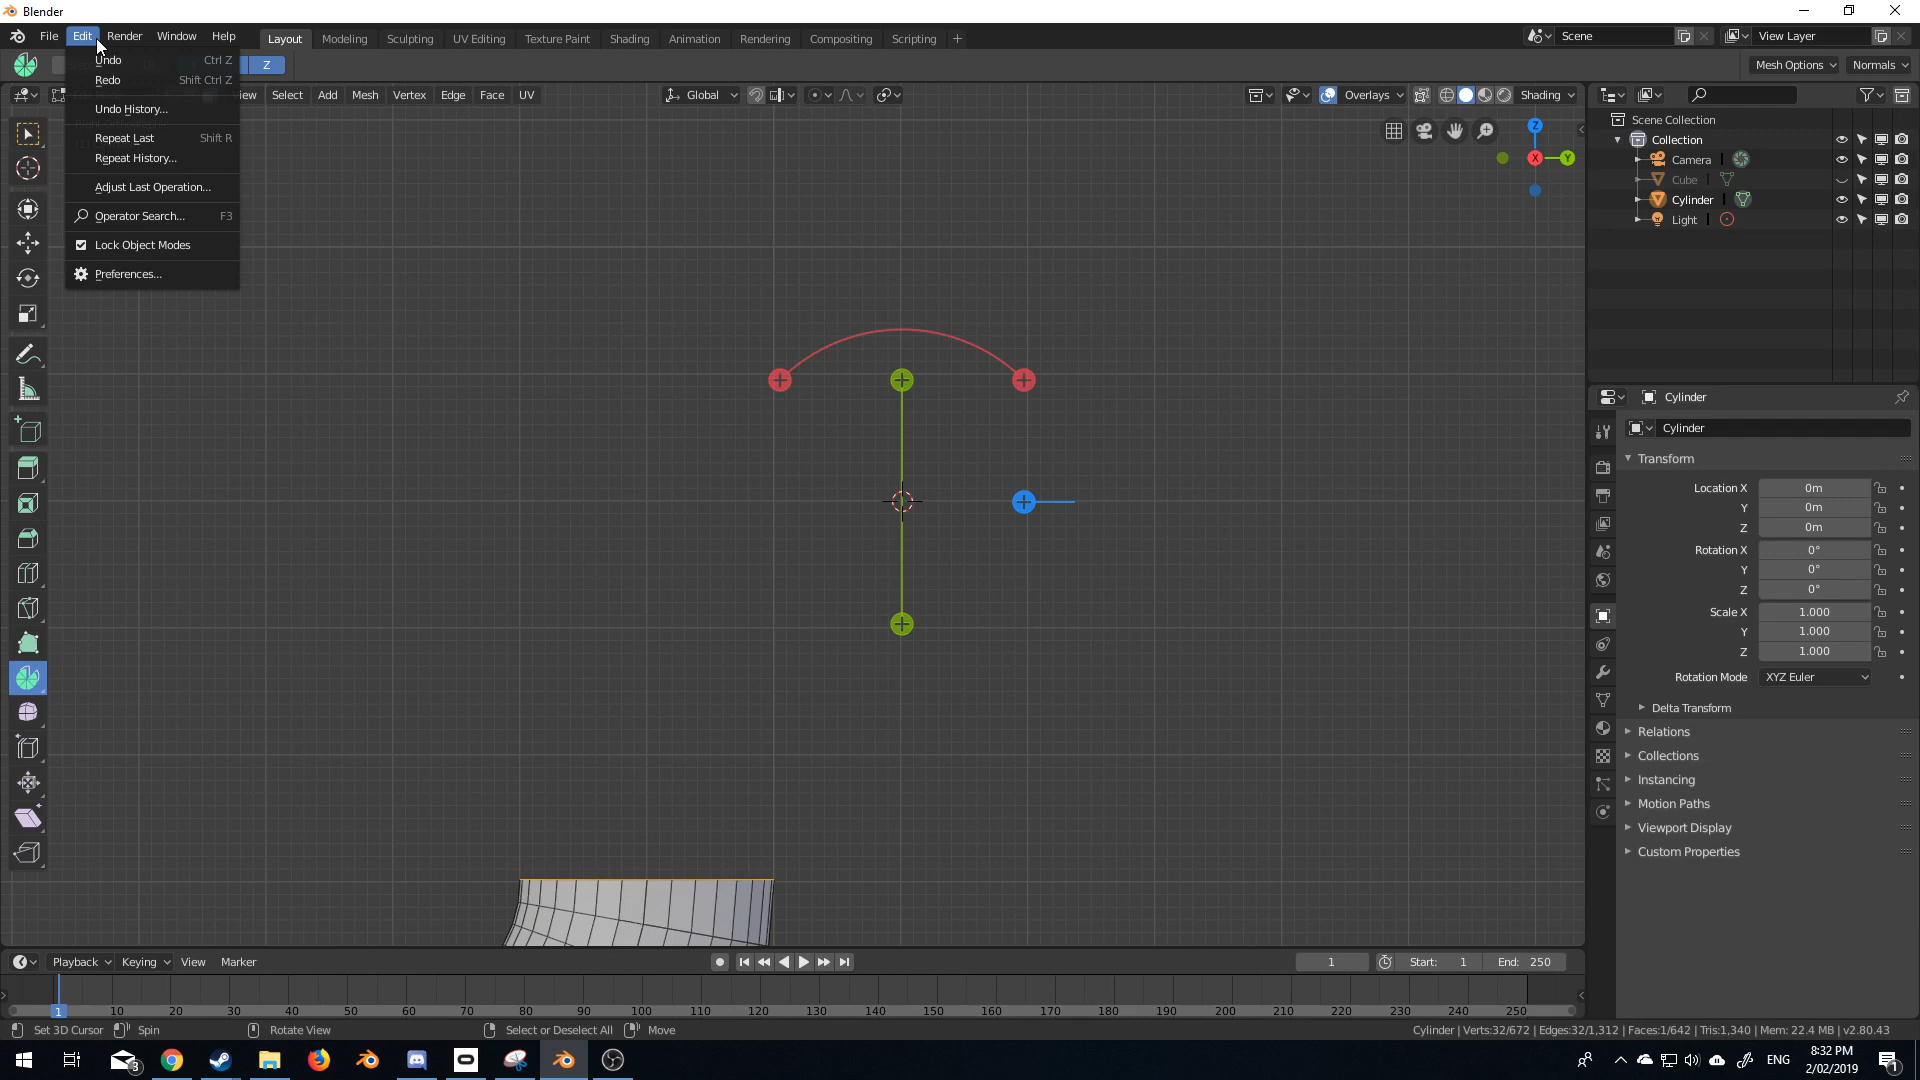 Blender
File Edit Render Window Help Layout Modeling Sculpting UV Editing Texture Paint Shading Animation Rendering Compositing Scripting + Scene View Layer
Z Mesh Options Normals
Undo Ctrl Z
Redo Shift Ctrl Z
Undo History...
Repeat Last Shift R
Repeat History...
Adjust Last Operation...
Operator Search... F3
Lock Object Modes
Preferences...
View Select Add Mesh Vertex Edge Face UV Global Overlays Shading
Z
X
Y
Scene Collection
Collection
Camera
Cube
Cylinder
Light
Cylinder
Cylinder
Transform
Location X 0m
Y 0m
Z 0m
Rotation X 0°
Y 0°
Z 0°
Scale X 1.000
Y 1.000
Z 1.000
Rotation Mode XYZ Euler
Delta Transform
Relations
Collections
Instancing
Motion Paths
Viewport Display
Custom Properties
Playback Keying View Marker 1 Start: 1 End: 250
1 10 20 30 40 50 60 70 80 90 100 110 120 130 140 150 160 170 180 190 200 210 220 230 240 250
Set 3D Cursor Spin Rotate View Select or Deselect All Move Cylinder | Verts:32/672 | Edges:32/1,312 | Faces:1/642 | Tris:1,340 | Mem: 22.4 MB | v2.80.43
3 ENG 8:32 PM
2/02/2019 1